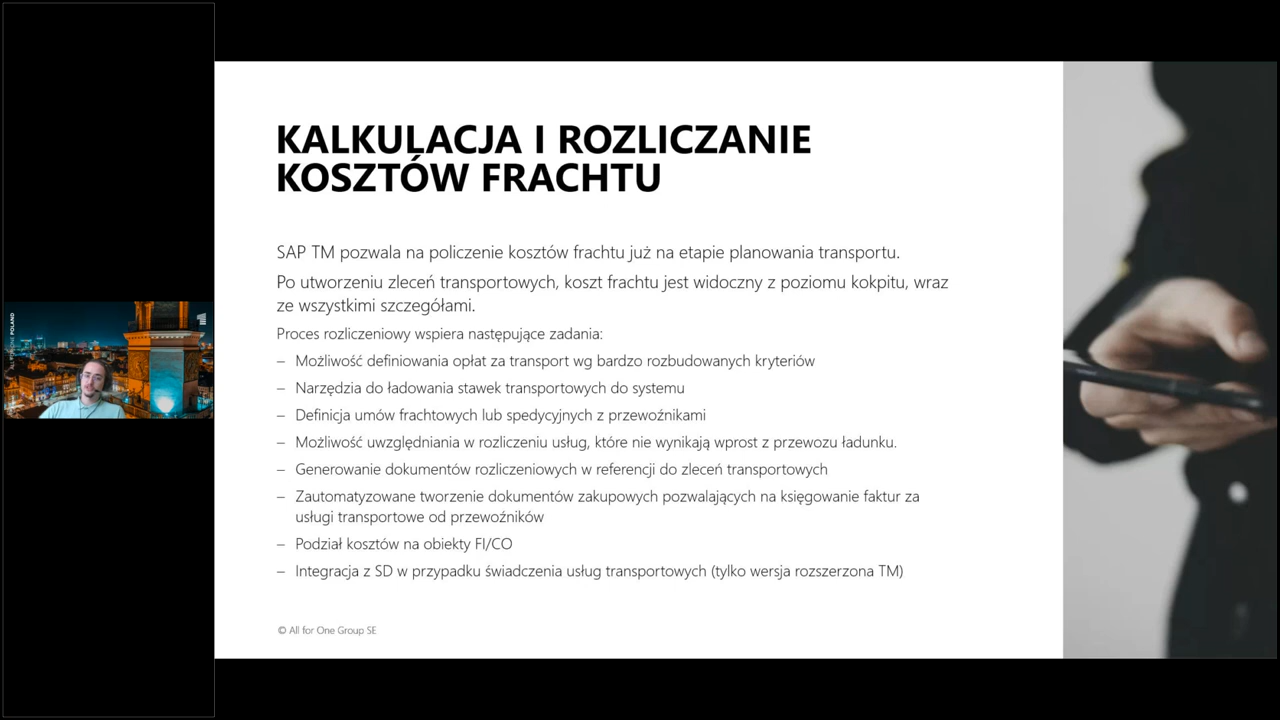 KALKULACJA I ROZLICZANIE
KOSZTÓW FRACHTU
SAP TM pozwala na policzenie kosztów frachtu już na etapie planowania transportu.
Po utworzeniu zleceń transportowych, koszt frachtu jest widoczny z poziomu kokpitu, wraz
ze wszystkimi szczegółami.
Proces rozliczeniowy wspiera następujące zadania:
– Możliwość definiowania opłat za transport wg bardzo rozbudowanych kryteriów
– Narzędzia do ładowania stawek transportowych do systemu
– Definicja umów frachtowych lub spedycyjnych z przewoźnikami
– Możliwość uwzględniania w rozliczeniu usług, które nie wynikają wprost z przewozu ładunku.
– Generowanie dokumentów rozliczeniowych w referencji do zleceń transportowych
– Zautomatyzowane tworzenie dokumentów zakupowych pozwalających na księgowanie faktur za
usługi transportowe od przewoźników
– Podział kosztów na obiekty FI/CO
– Integracja z SD w przypadku świadczenia usług transportowych (tylko wersja rozszerzona TM)
© All for One Group SE
POLAND